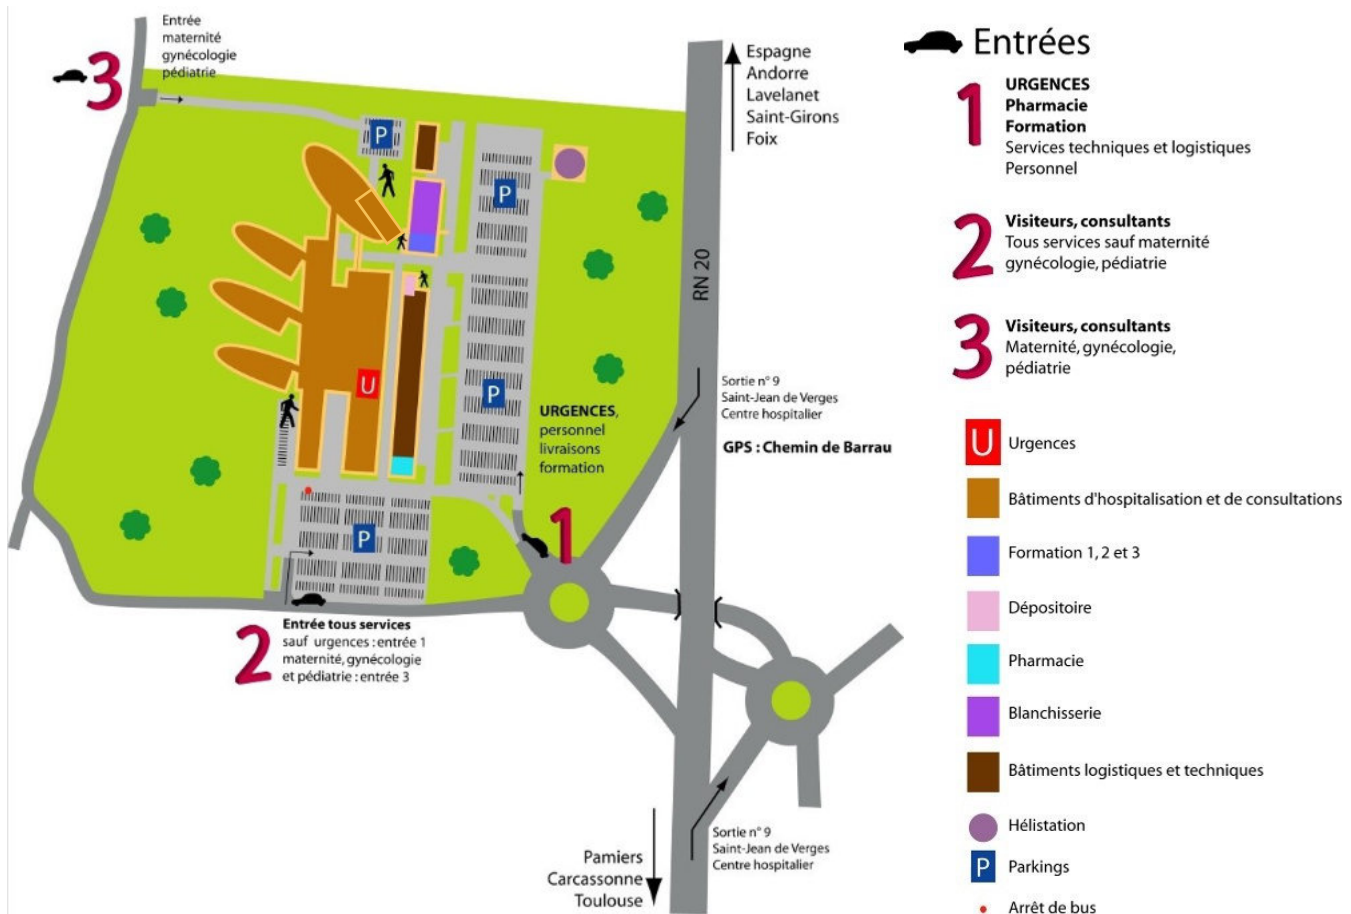 Entrée
maternité
gynécologie
pédiatrie
3
P
P
P
P
U
Espagne
Andorre
Lavelanet
Saint-Girons
Foix
RN 20
Sortie n° 9
Saint-Jean de Verges
Centre hospitalier
GPS : Chemin de Barrau
URGENCES,
personnel
livraisons
formation
1
2
Entrée tous services
sauf urgences : entrée 1
maternité, gynécologie
et pédiatrie : entrée 3
Sortie n° 9
Saint-Jean de Verges
Centre hospitalier
Pamiers
Carcassonne
Toulouse
Entrées
1
URGENCES
Pharmacie
Formation
Services techniques et logistiques
Personnel
2
Visiteurs, consultants
Tous services sauf maternité
gynécologie, pédiatrie
3
Visiteurs, consultants
Maternité, gynécologie,
pédiatrie
U Urgences
Bâtiments d'hospitalisation et de consultations
Formation 1, 2 et 3
Dépositoire
Pharmacie
Blanchisserie
Bâtiments logistiques et techniques
Hélistation
P Parkings
Arrêt de bus